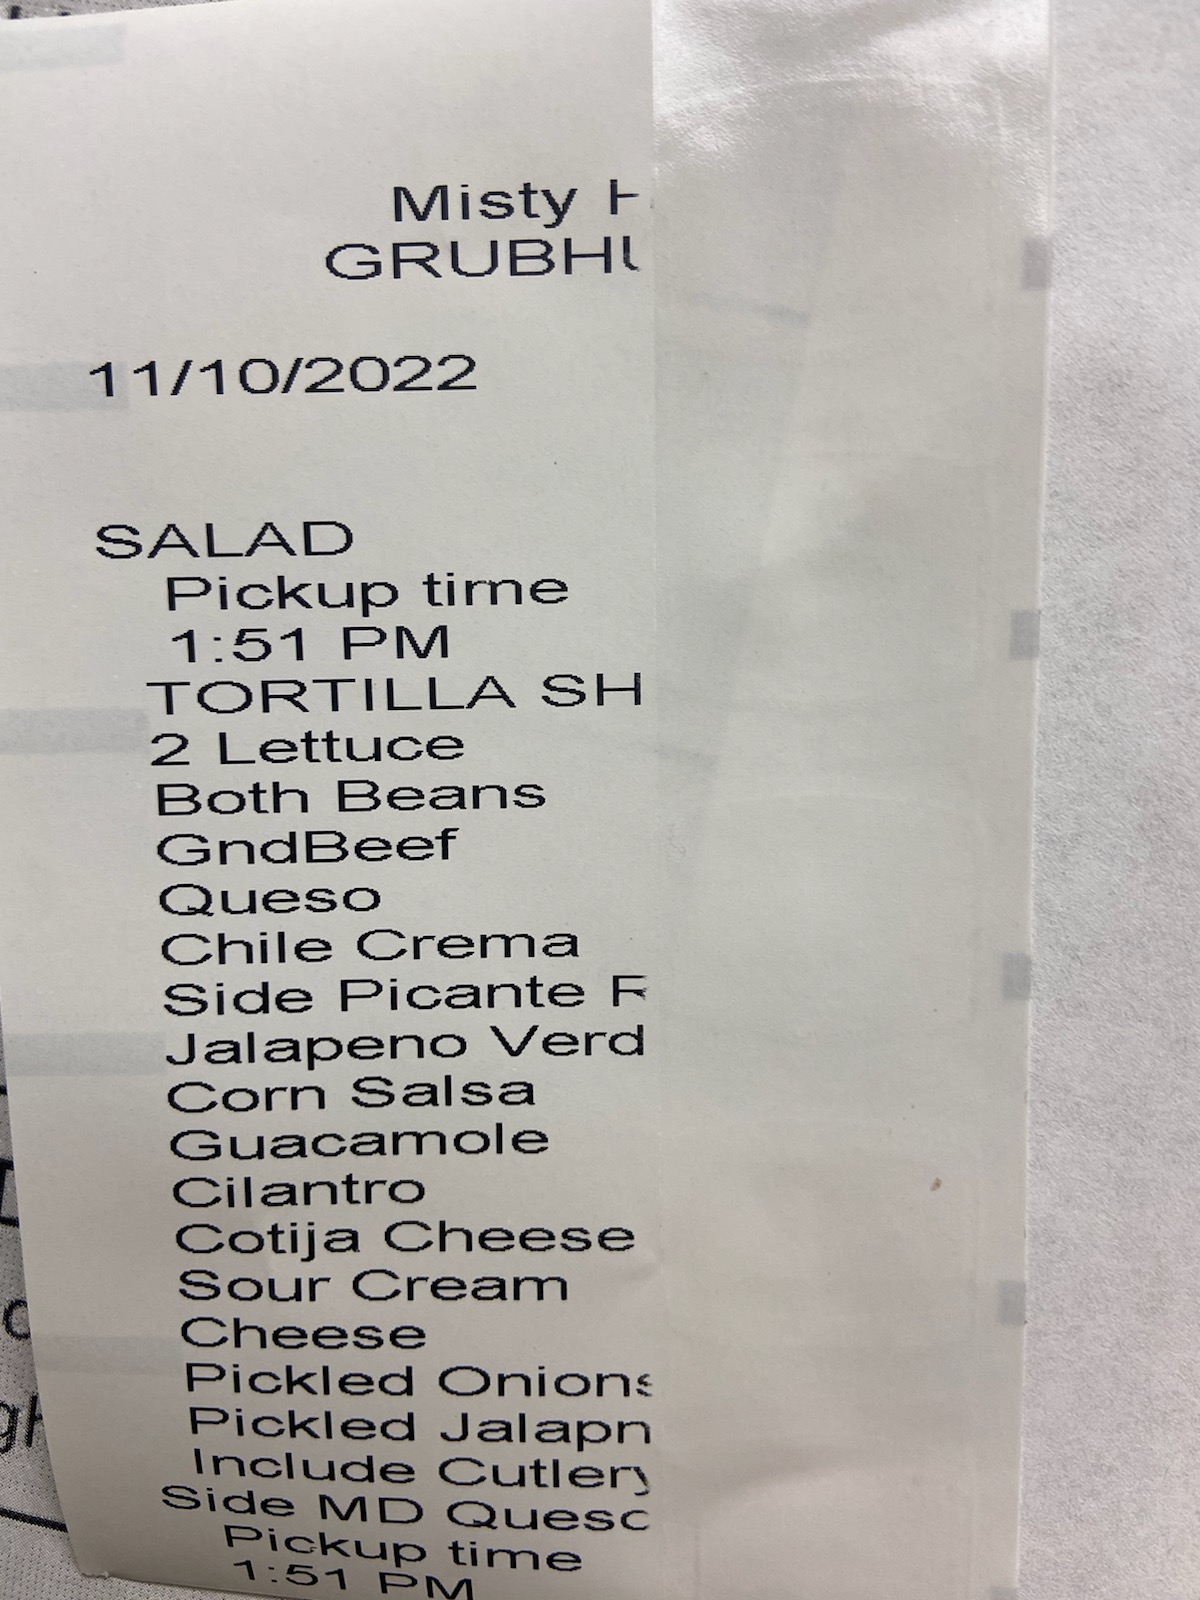 Misty H
GRUBHU
11/10/2022
SALAD
Pickup time
1:51 PM
TORTILLA SH
2 Lettuce
Both Beans
GndBeef
Queso
Chile Crema
Side Picante R
Jalapeno Verd
Corn Salsa
Guacamole
Cilantro
Cotija Cheese
Sour Cream
Cheese
Pickled Onions
Pickled Jalapn
Include Cutlery
Side MD Queso
Pickup time
1:51 PM